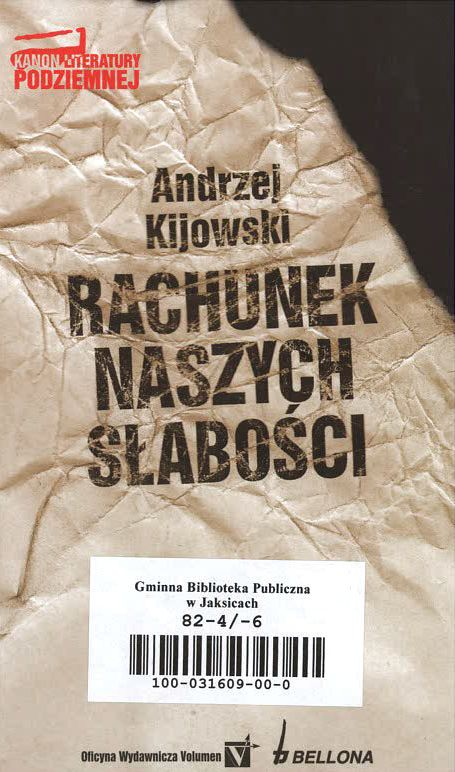 KANON LITERATURY
PODZIEMNEJ
Andrzej
Kijowski
RACHUNEK
NASZYCH
SŁABOŚCI
Gminna Biblioteka Publiczna
w Jaksicach
82-4/-6
100-031609-00-0
Oficyna Wydawnicza Volumen V
b BELLONA